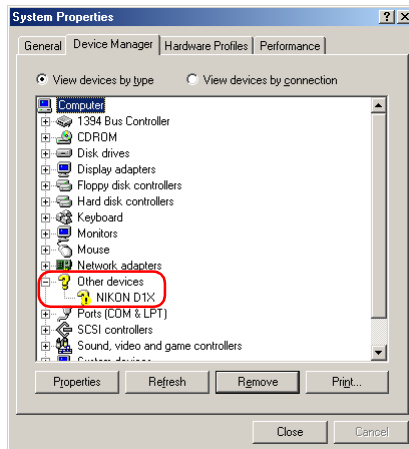 System Properties
General Device Manager Hardware Profiles Performance
View devices by type View devices by connection
Computer
1394 Bus Controller
CDROM
Disk drives
Display adapters
Floppy disk controllers
Hard disk controllers
Keyboard
Monitors
Mouse
Network adapters
Other devices
NIKON D1X
Ports (COM & LPT)
SCSI controllers
Sound, video and game controllers
Properties Refresh Remove Print...
Close Cancel